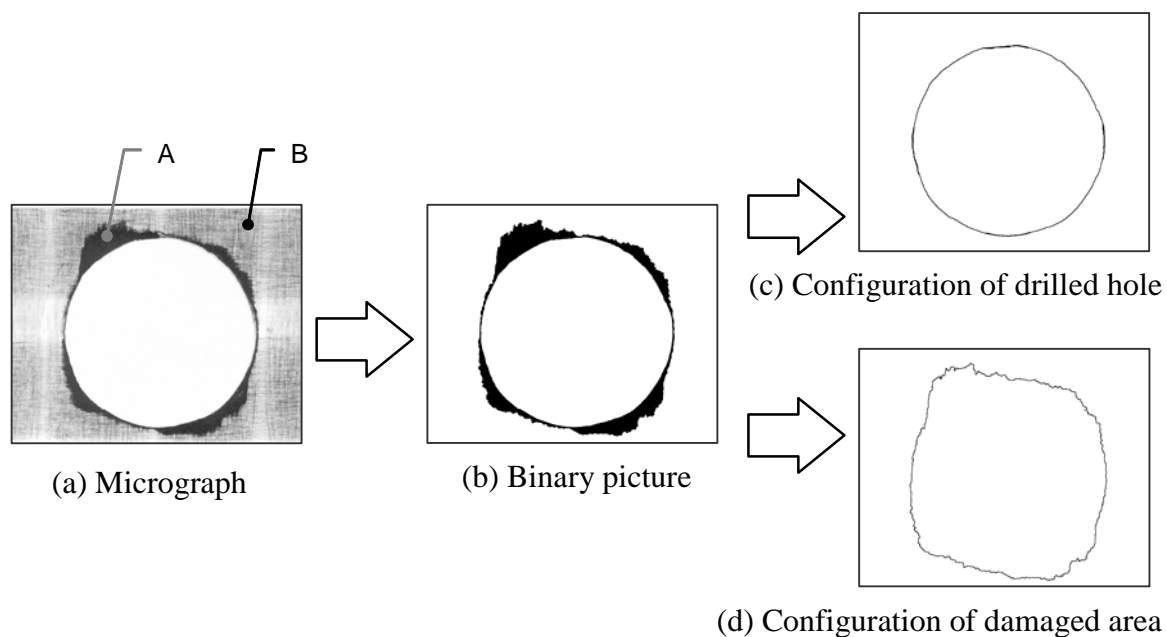 A
B
(a) Micrograph
(b) Binary picture
(c) Configuration of drilled hole
(d) Configuration of damaged area